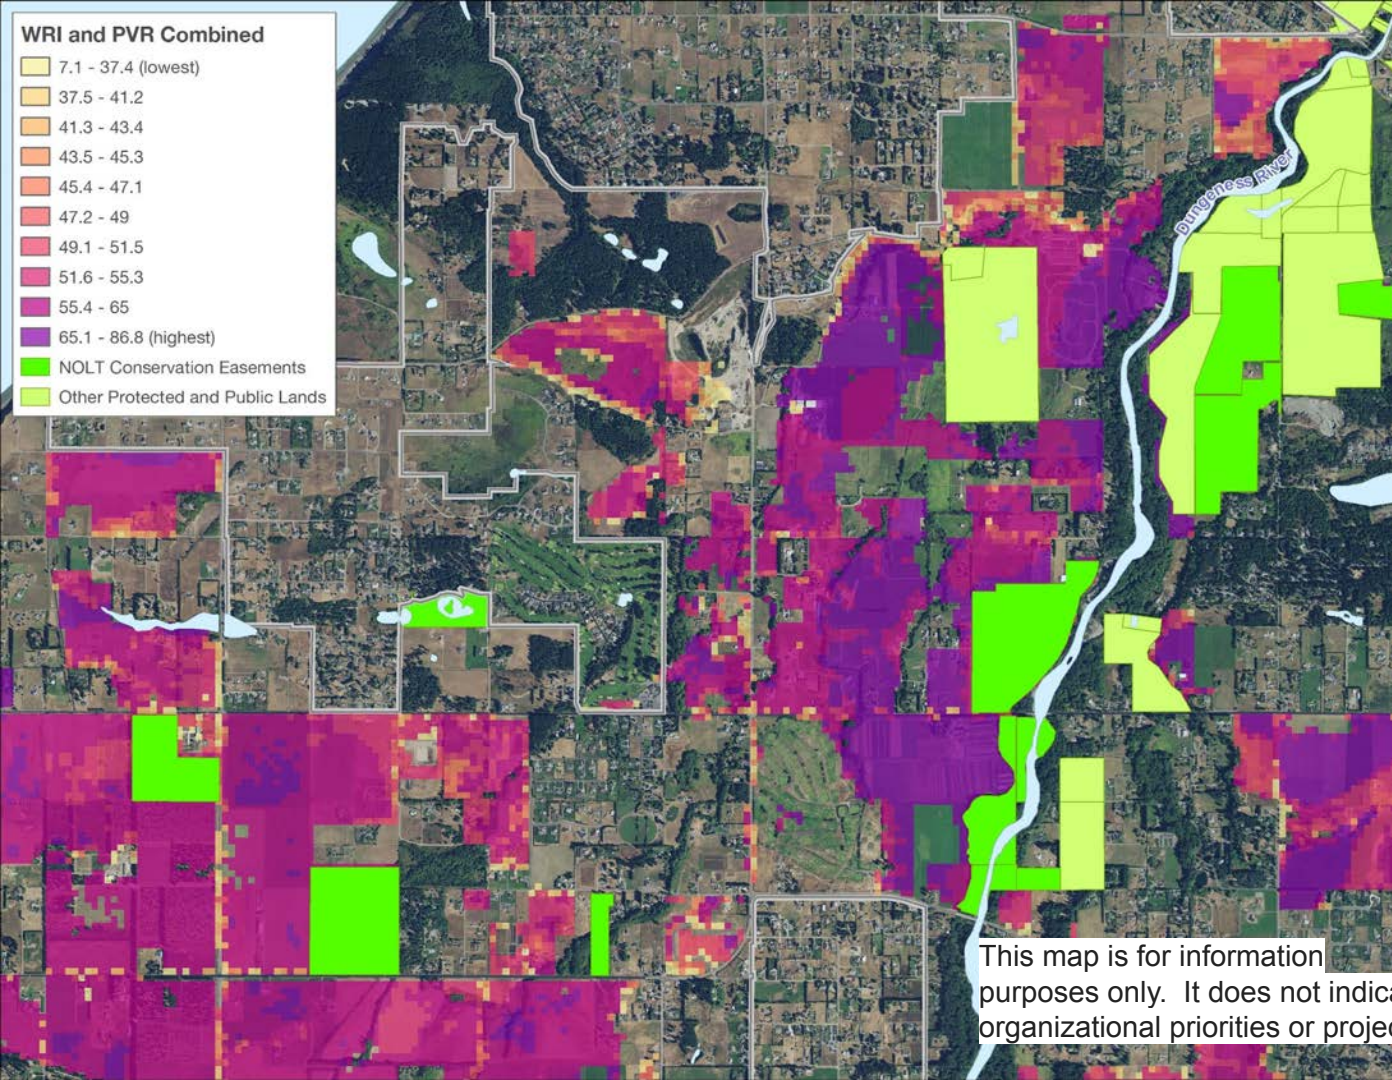 WRI and PVR Combined
7.1 - 37.4 (lowest)
37.5 - 41.2
41.3 - 43.4
43.5 - 45.3
45.4 - 47.1
47.2 - 49
49.1 - 51.5
51.6 - 55.3
55.4 - 65
65.1 - 86.8 (highest)
NOLT Conservation Easements
Other Protected and Public Lands
Dungeness River
This map is for information
purposes only.  It does not indica
organizational priorities or projec